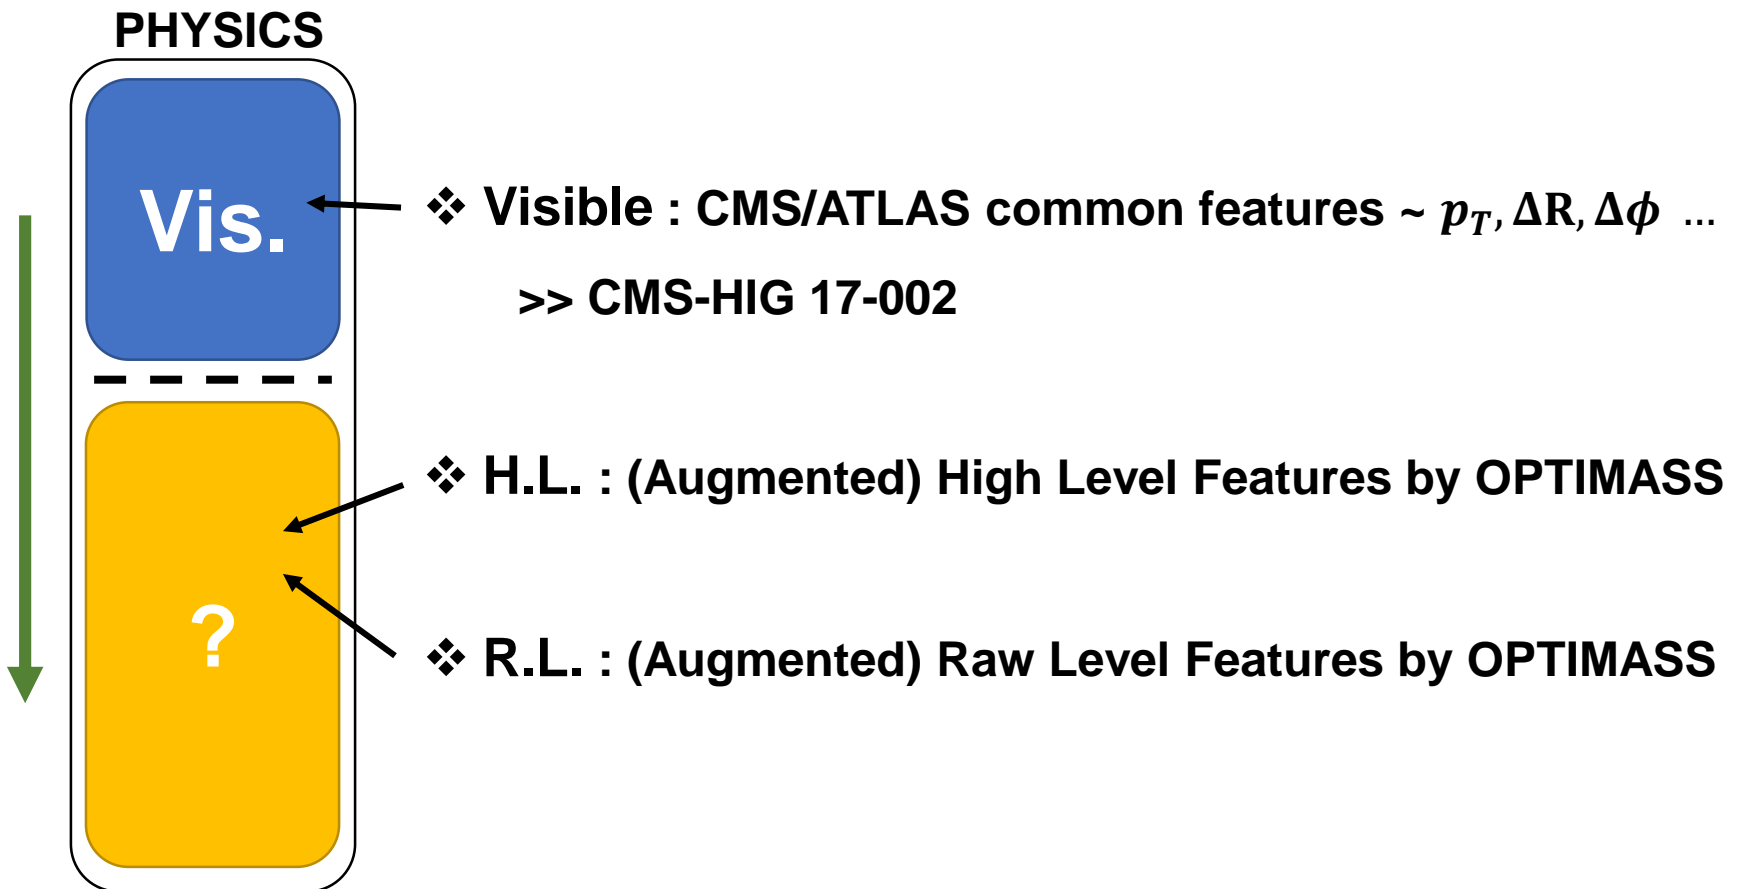 PHYSICS
Vis.
❖ Visible : CMS/ATLAS common features ~ p_T, ΔR, Δϕ ...
>> CMS-HIG 17-002
❖ H.L. : (Augmented) High Level Features by OPTIMASS
?
❖ R.L. : (Augmented) Raw Level Features by OPTIMASS